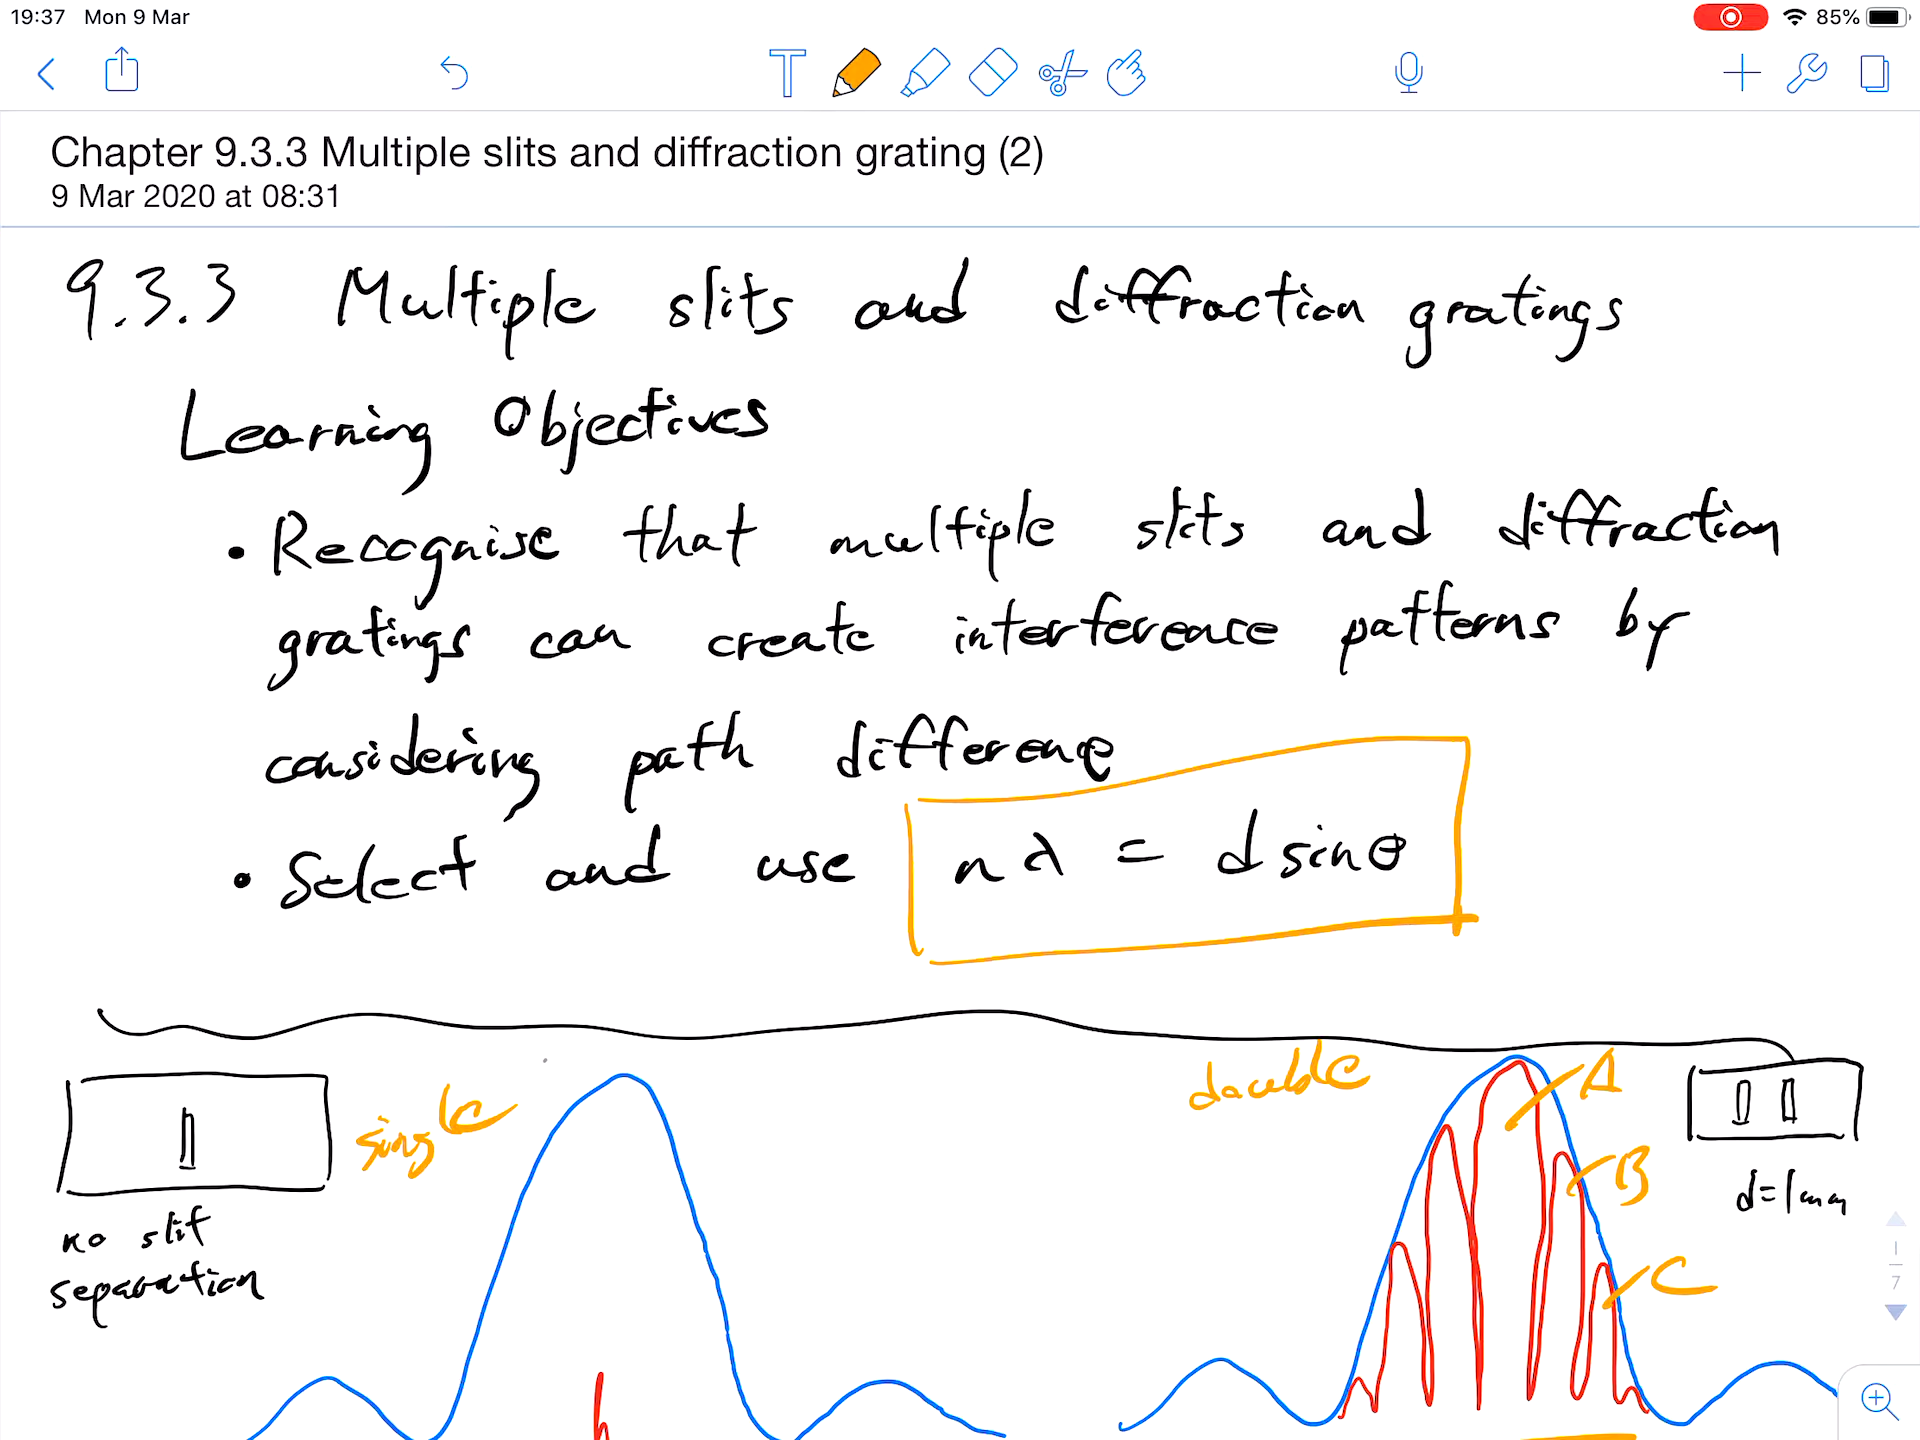 19:37 Mon 9 Mar
85%
Chapter 9.3.3 Multiple slits and diffraction grating (2)
9 Mar 2020 at 08:31
9.3.3 Multiple slits and diffraction gratings
Learning Objectives
• Recognise that multiple slits and diffraction
gratings can create interference patterns by
considering path difference
• Select and use nλ = d sinθ
single
double
A
B
C
d=1mm
no slit
separation
1
7